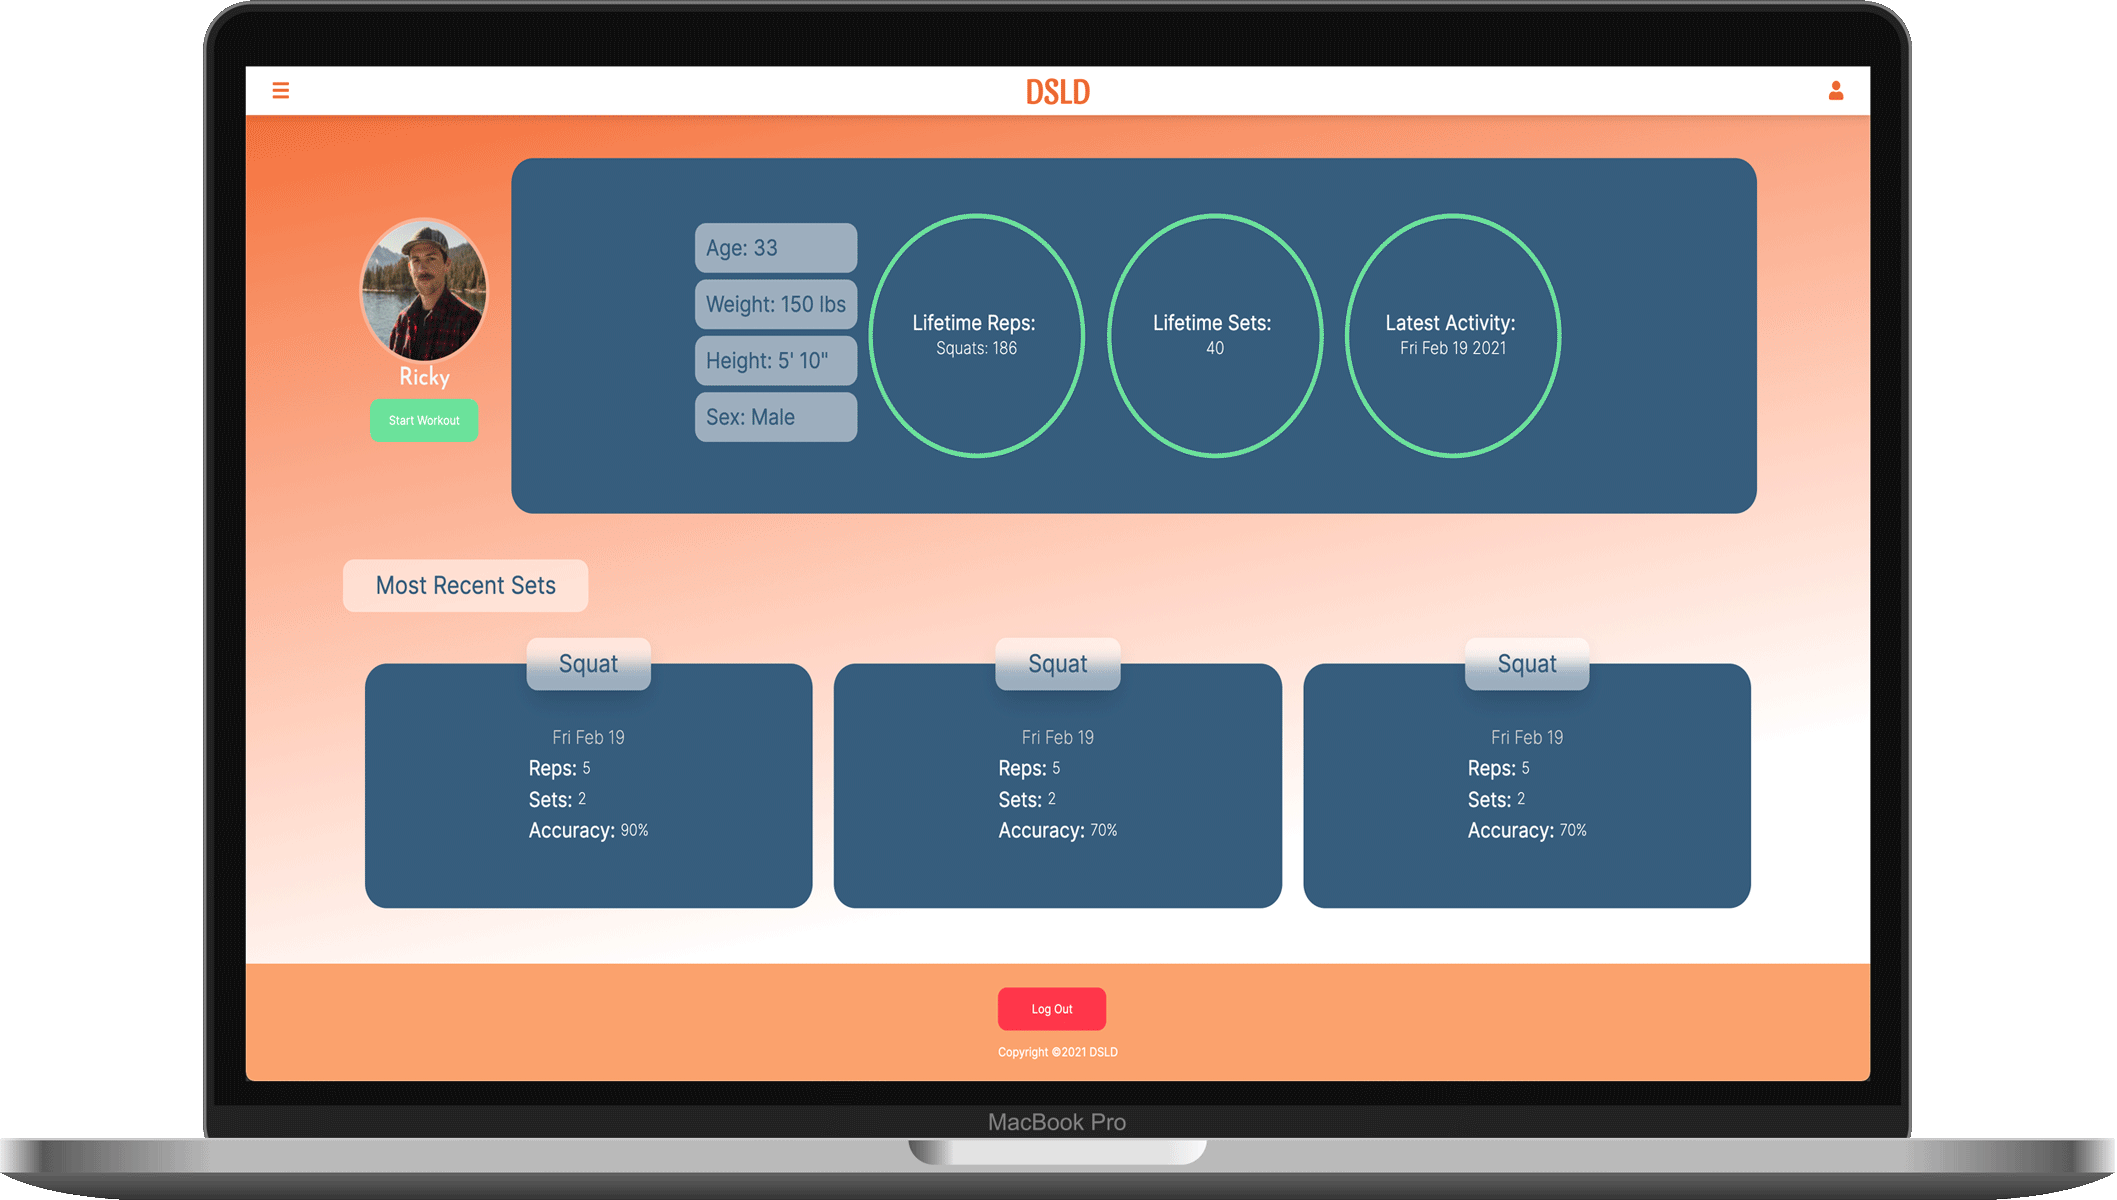 DSLD
Ricky
Start Workout
Age: 33
Weight: 150 lbs
Height: 5' 10"
Sex: Male
Lifetime Reps:
Squats: 186
Lifetime Sets:
40
Latest Activity:
Fri Feb 19 2021
Most Recent Sets
Squat
Fri Feb 19
Reps: 5
Sets: 2
Accuracy: 90%
Squat
Fri Feb 19
Reps: 5
Sets: 2
Accuracy: 70%
Squat
Fri Feb 19
Reps: 5
Sets: 2
Accuracy: 70%
Log Out
Copyright ©2021 DSLD
MacBook Pro